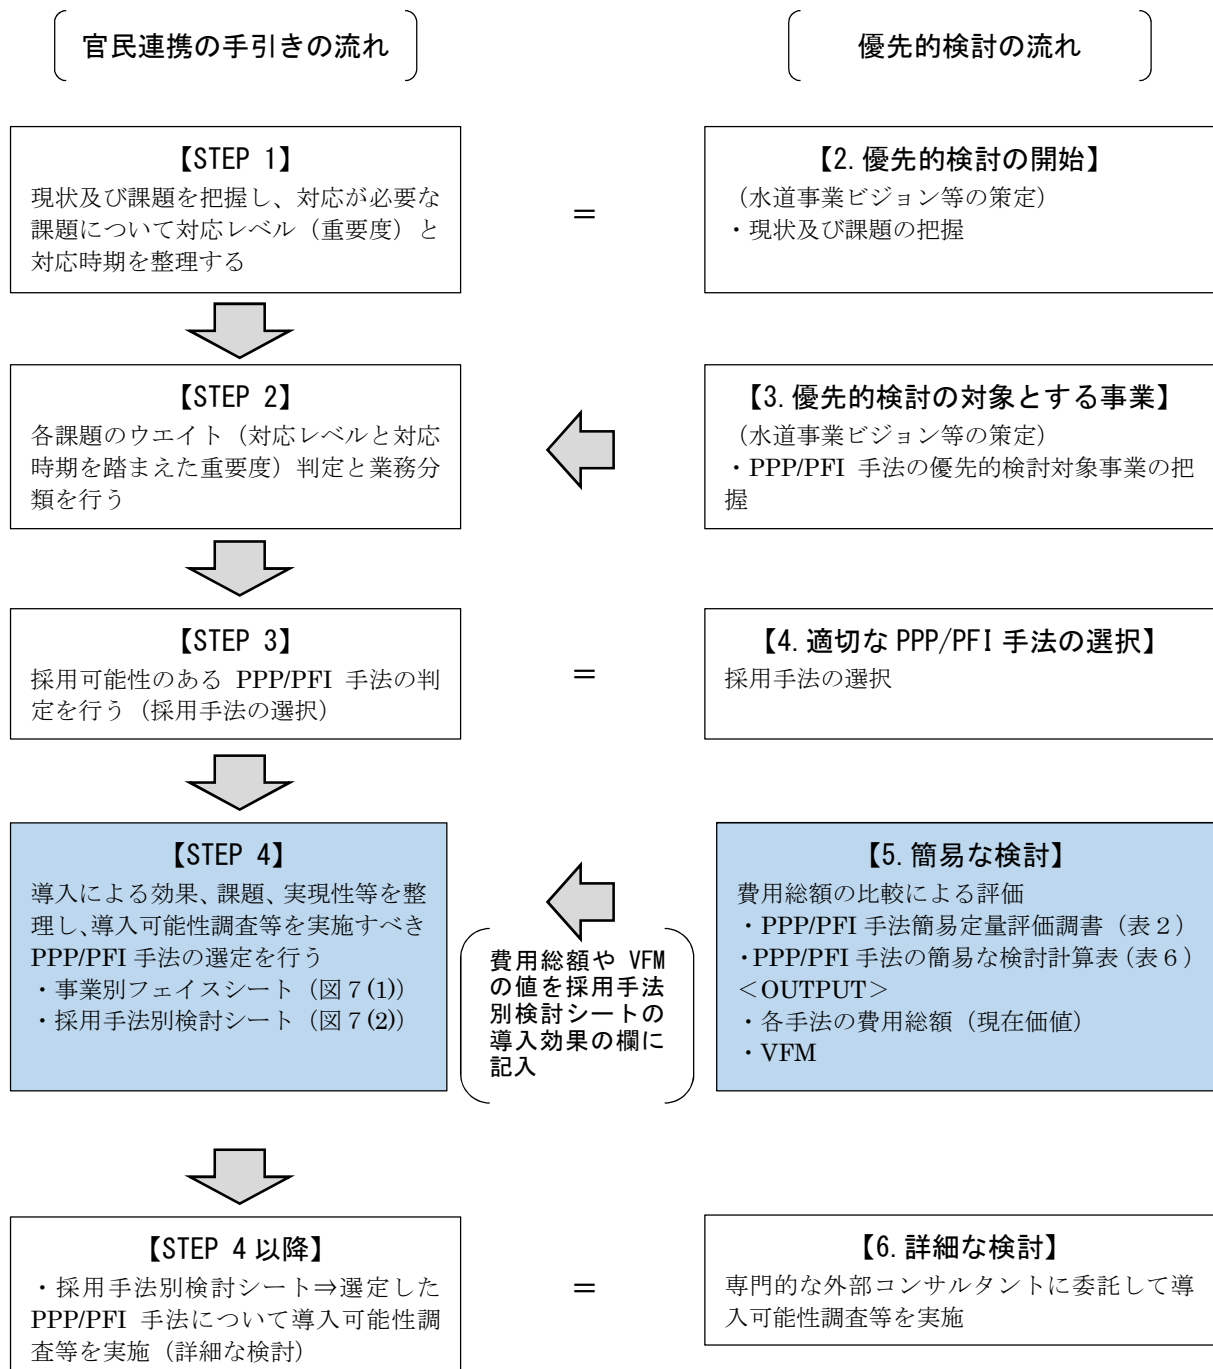 官民連携の手引きの流れ
優先的検討の流れ
【STEP 1】
現状及び課題を把握し、対応が必要な
課題について対応レベル（重要度）と
対応時期を整理する
＝
【2. 優先的検討の開始】
（水道事業ビジョン等の策定）
・現状及び課題の把握
【STEP 2】
各課題のウエイト（対応レベルと対応
時期を踏まえた重要度）判定と業務分
類を行う
【3. 優先的検討の対象とする事業】
（水道事業ビジョン等の策定）
・PPP/PFI 手法の優先的検討対象事業の把
握
【STEP 3】
採用可能性のある PPP/PFI 手法の判
定を行う（採用手法の選択）
＝
【4. 適切な PPP/PFI 手法の選択】
採用手法の選択
【STEP 4】
導入による効果、課題、実現性等を整
理し、導入可能性調査等を実施すべき
PPP/PFI 手法の選定を行う
・事業別フェイスシート（図７(1)）
・採用手法別検討シート（図７(2)）
費用総額や VFM
の値を採用手法
別検討シートの
導入効果の欄に
記入
【5. 簡易な検討】
費用総額の比較による評価
・PPP/PFI 手法簡易定量評価調書（表２）
・PPP/PFI 手法の簡易な検討計算表（表６）
＜OUTPUT＞
・各手法の費用総額（現在価値）
・VFM
【STEP 4 以降】
・採用手法別検討シート⇒選定した
PPP/PFI 手法について導入可能性調
査等を実施（詳細な検討）
＝
【6. 詳細な検討】
専門的な外部コンサルタントに委託して導
入可能性調査等を実施